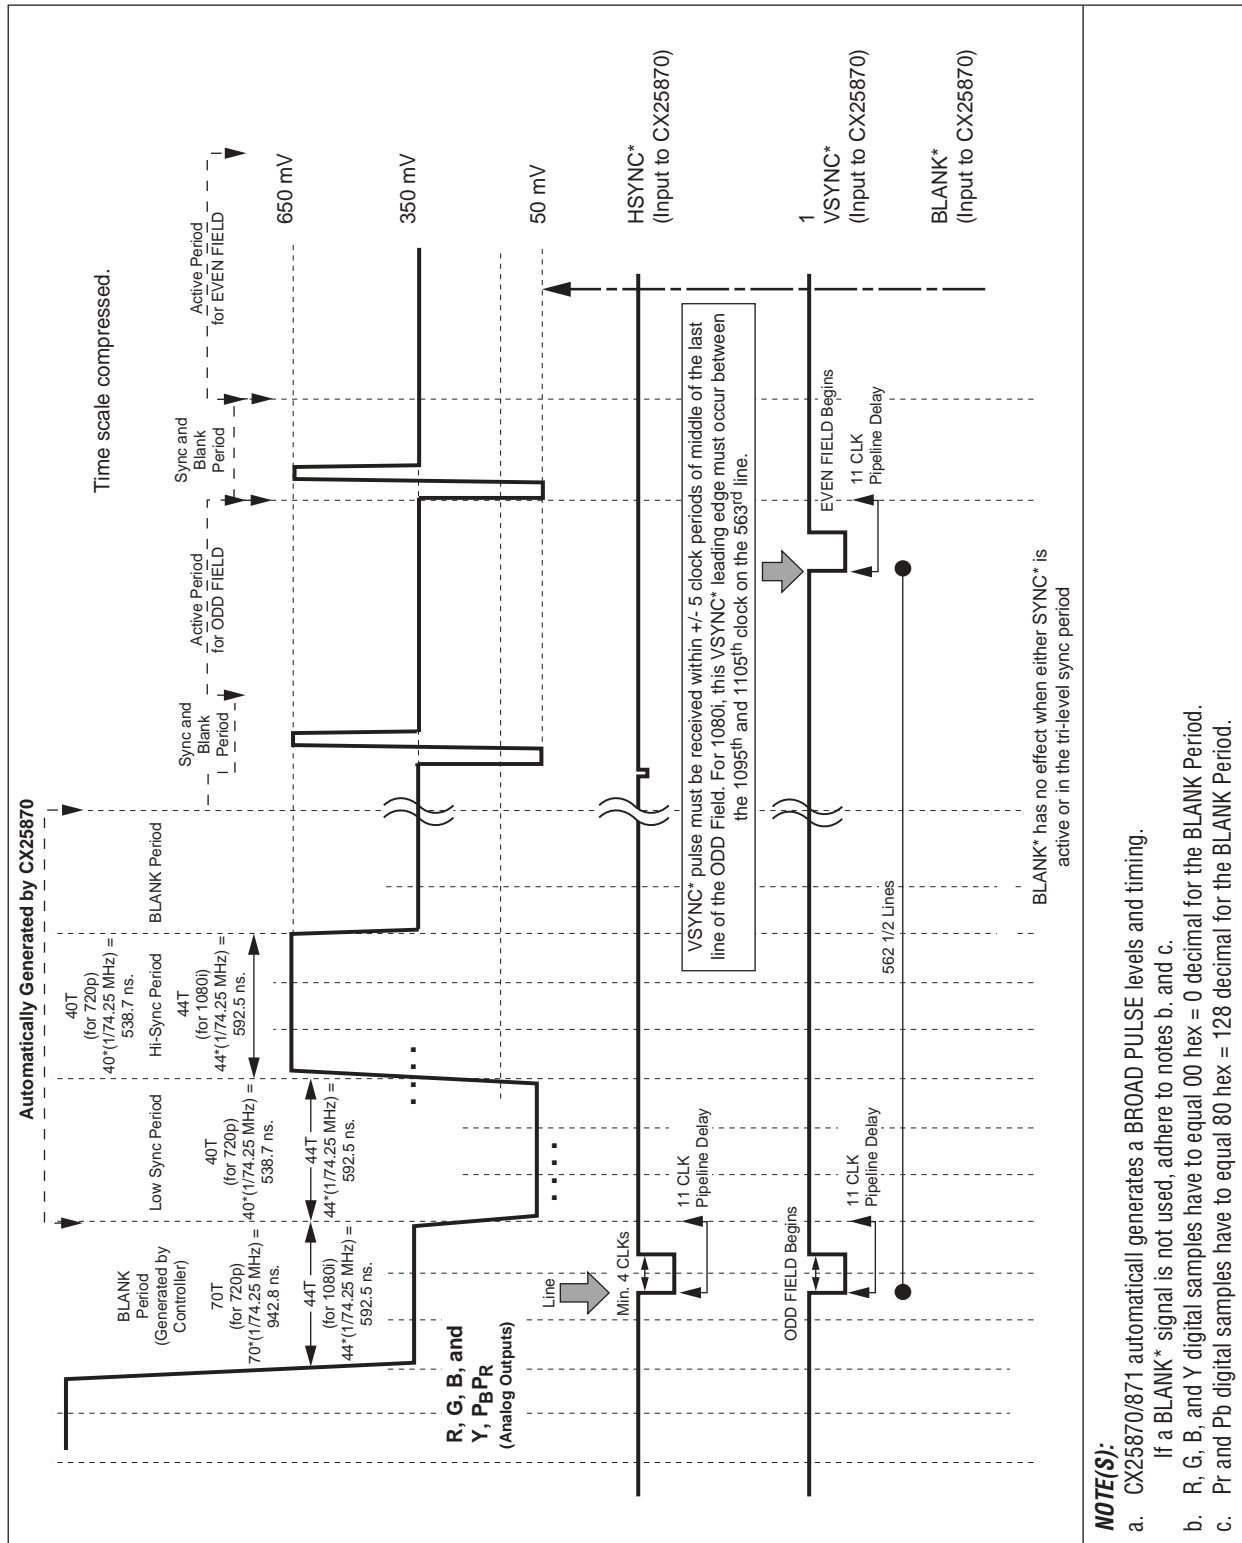 Automatically Generated by CX25870
Time scale compressed.
BLANK
Period
(Generated by
Controller)
70T
(for 720p)
70*(1/74.25 MHz) =
942.8 ns.
44T
(for 1080i)
44*(1/74.25 MHz) =
592.5 ns.
Low Sync Period
40T
(for 720p)
40*(1/74.25 MHz) =
538.7 ns.
44T
44*(1/74.25 MHz) =
592.5 ns.
40T
(for 720p)
40*(1/74.25 MHz) =
538.7 ns.
Hi-Sync Period
44T
(for 1080i)
44*(1/74.25 MHz) =
592.5 ns.
BLANK Period
Sync and
Blank
Period
Active Period
for ODD FIELD
Sync and
Blank
Period
Active Period
for EVEN FIELD
650 mV
350 mV
50 mV
R, G, B, and
Y, PBPR
(Analog Outputs)
Line
Min. 4 CLKs
11 CLK
Pipeline Delay
HSYNC*
(Input to CX25870)
VSYNC* pulse must be received within +/- 5 clock periods of middle of the last
line of the ODD Field. For 1080i, this VSYNC* leading edge must occur between
the 1095th and 1105th clock on the 563rd line.
ODD FIELD Begins
11 CLK
Pipeline Delay
EVEN FIELD Begins
11 CLK
Pipeline Delay
1
VSYNC*
(Input to CX25870)
562 1/2 Lines
BLANK*
(Input to CX25870)
BLANK* has no effect when either SYNC* is
active or in the tri-level sync period
NOTE(S):
a. CX25870/871 automaticall generates a BROAD PULSE levels and timing.
If a BLANK* signal is not used, adhere to notes b. and c.
b. R, G, B, and Y digital samples have to equal 00 hex = 0 decimal for the BLANK Period.
c. Pr and Pb digital samples have to equal 80 hex = 128 decimal for the BLANK Period.